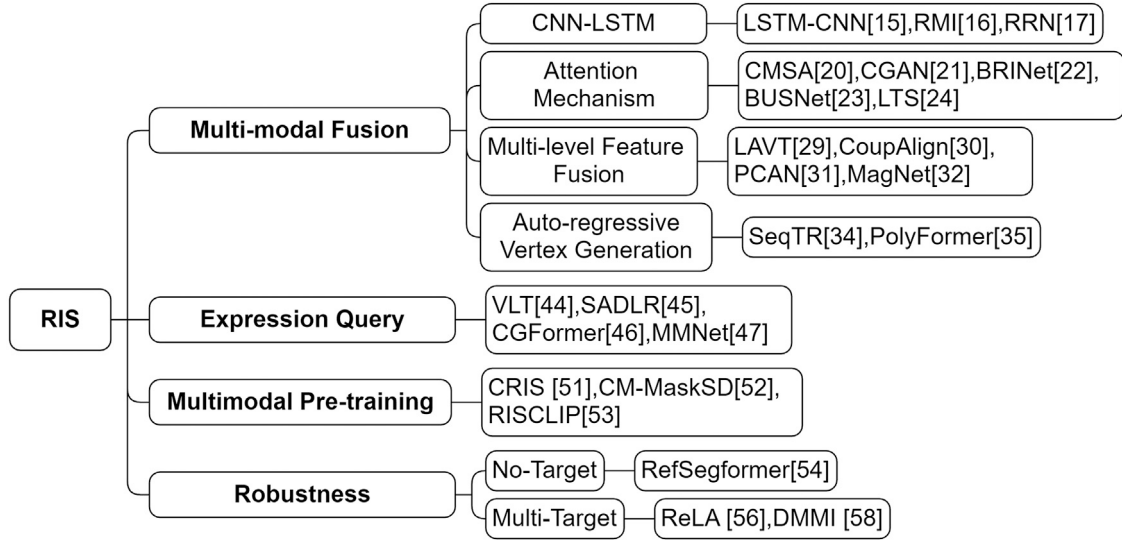 RIS
Multi-modal Fusion
CNN-LSTM
LSTM-CNN[15],RMI[16],RRN[17]
Attention
Mechanism
CMSA[20],CGAN[21],BRINet[22],
BUSNet[23],LTS[24]
Multi-level Feature
Fusion
LAVT[29],CoupAlign[30],
PCAN[31],MagNet[32]
Auto-regressive
Vertex Generation
SeqTR[34],PolyFormer[35]
Expression Query
VLT[44],SADLR[45],
CGFormer[46],MMNet[47]
Multimodal Pre-training
CRIS [51],CM-MaskSD[52],
RISCLIP[53]
Robustness
No-Target
RefSegformer[54]
Multi-Target
ReLA [56],DMMI [58]